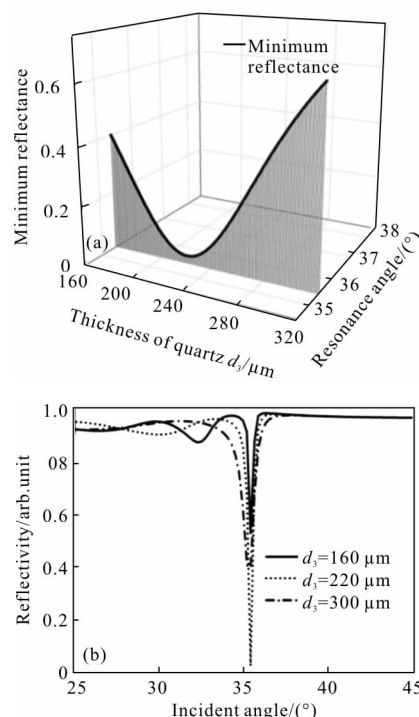 Minimum
reflectance
0.6
0.4
0.2
0
Minimum reflectance
(a)
160
200
240
280
320
Thickness of quartz d₃/μm
35
36
37
38
Resonance angle/(°)
1.0
0.8
0.6
0.4
0.2
0
Reflectivity/arb.unit
d₃=160 μm
d₃=220 μm
d₃=300 μm
(b)
25
30
35
40
45
Incident angle/(°)